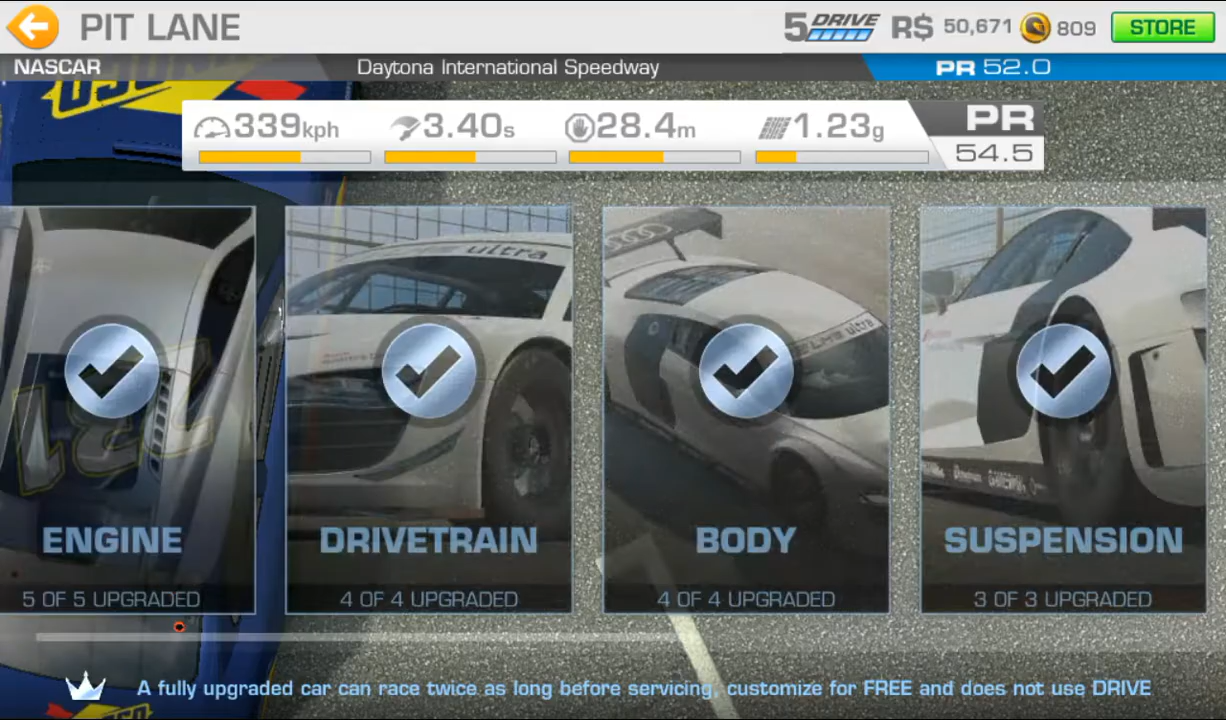 PIT LANE
5 DRIVE R$ 50,671 809 STORE
NASCAR Daytona International Speedway PR 52.0
339kph 3.40s 28.4m 1.23g PR
54.5
ultra
ENGINE DRIVETRAIN BODY SUSPENSION
5 OF 5 UPGRADED 4 OF 4 UPGRADED 4 OF 4 UPGRADED 3 OF 3 UPGRADED
A fully upgraded car can race twice as long before servicing, customize for FREE and does not use DRIVE